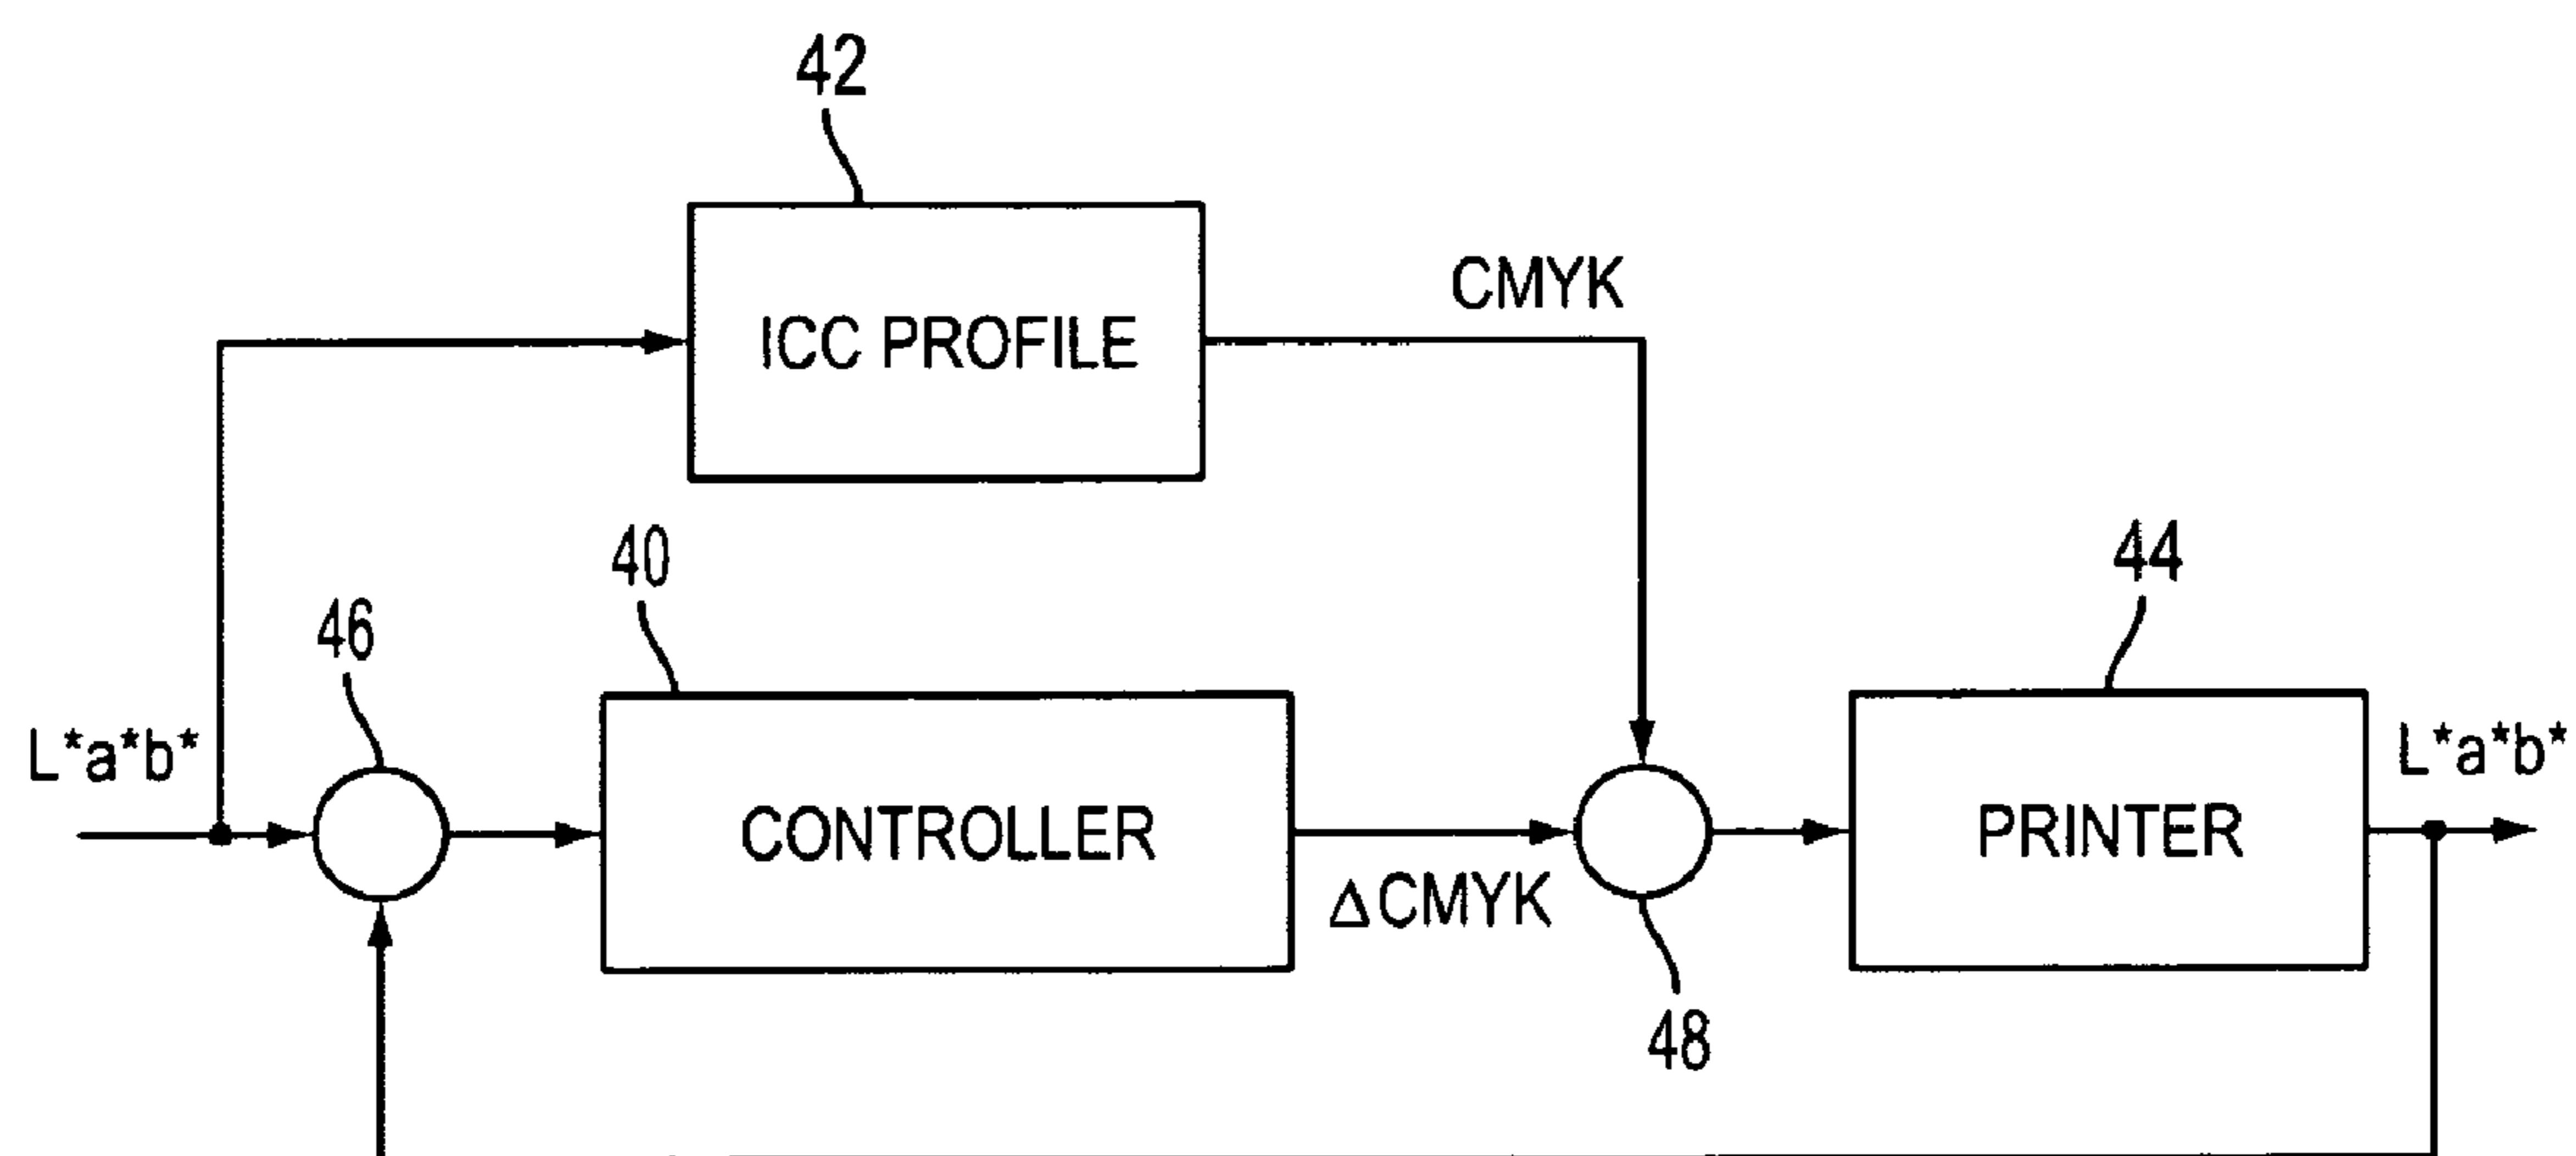 42
CMYK
ICC PROFILE
40
44
46
L*a*b*
L*a*b*
CONTROLLER
PRINTER
ΔCMYK
48